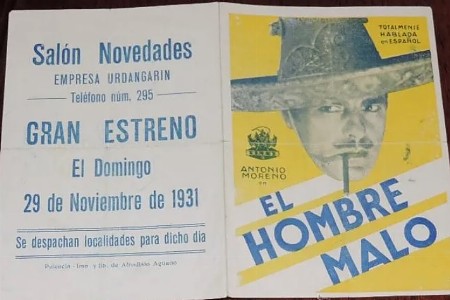 Salón Novedades
EMPRESA URDANGARIN
Teléfono núm. 295
GRAN ESTRENO
El Domingo
29 de Noviembre de 1931
Se despachan localidades para dicho día
Palencia
TOTALMENTE
HABLADA
EN ESPAÑOL
ANTONIO
MORENO
EN
EL
HOMBRE
MALO